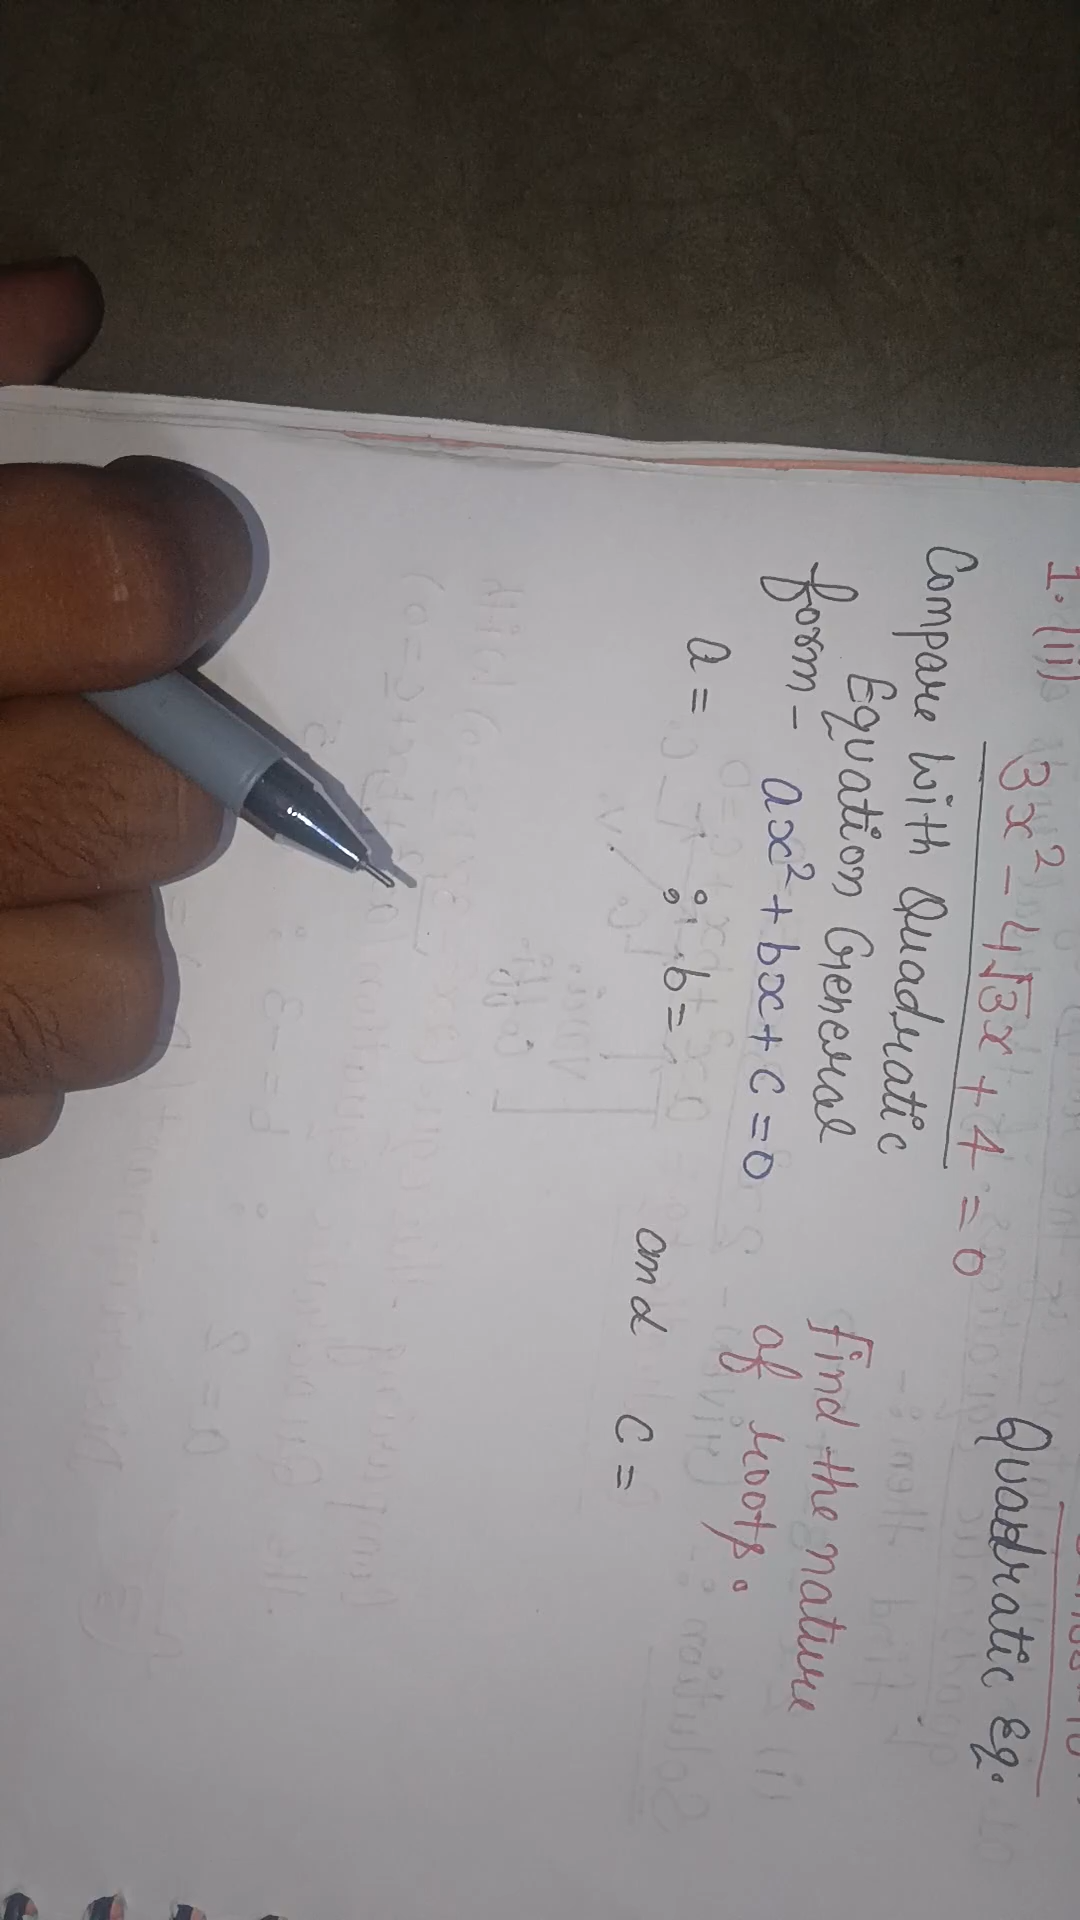 Quadratic Eq.
1. (ii) 3x² - 4√3x + 4 = 0
find the nature of roots.
Compare with Quadratic
Equation General
form - ax² + bx + c = 0
a = ; b = and c =